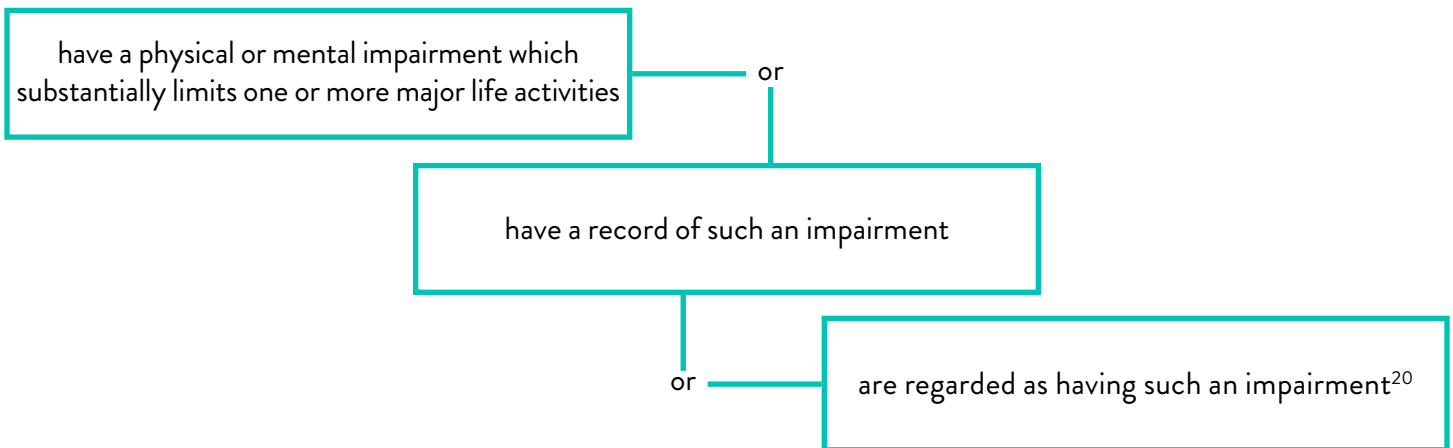 have a physical or mental impairment which
substantially limits one or more major life activities
or
have a record of such an impairment
or
are regarded as having such an impairment20